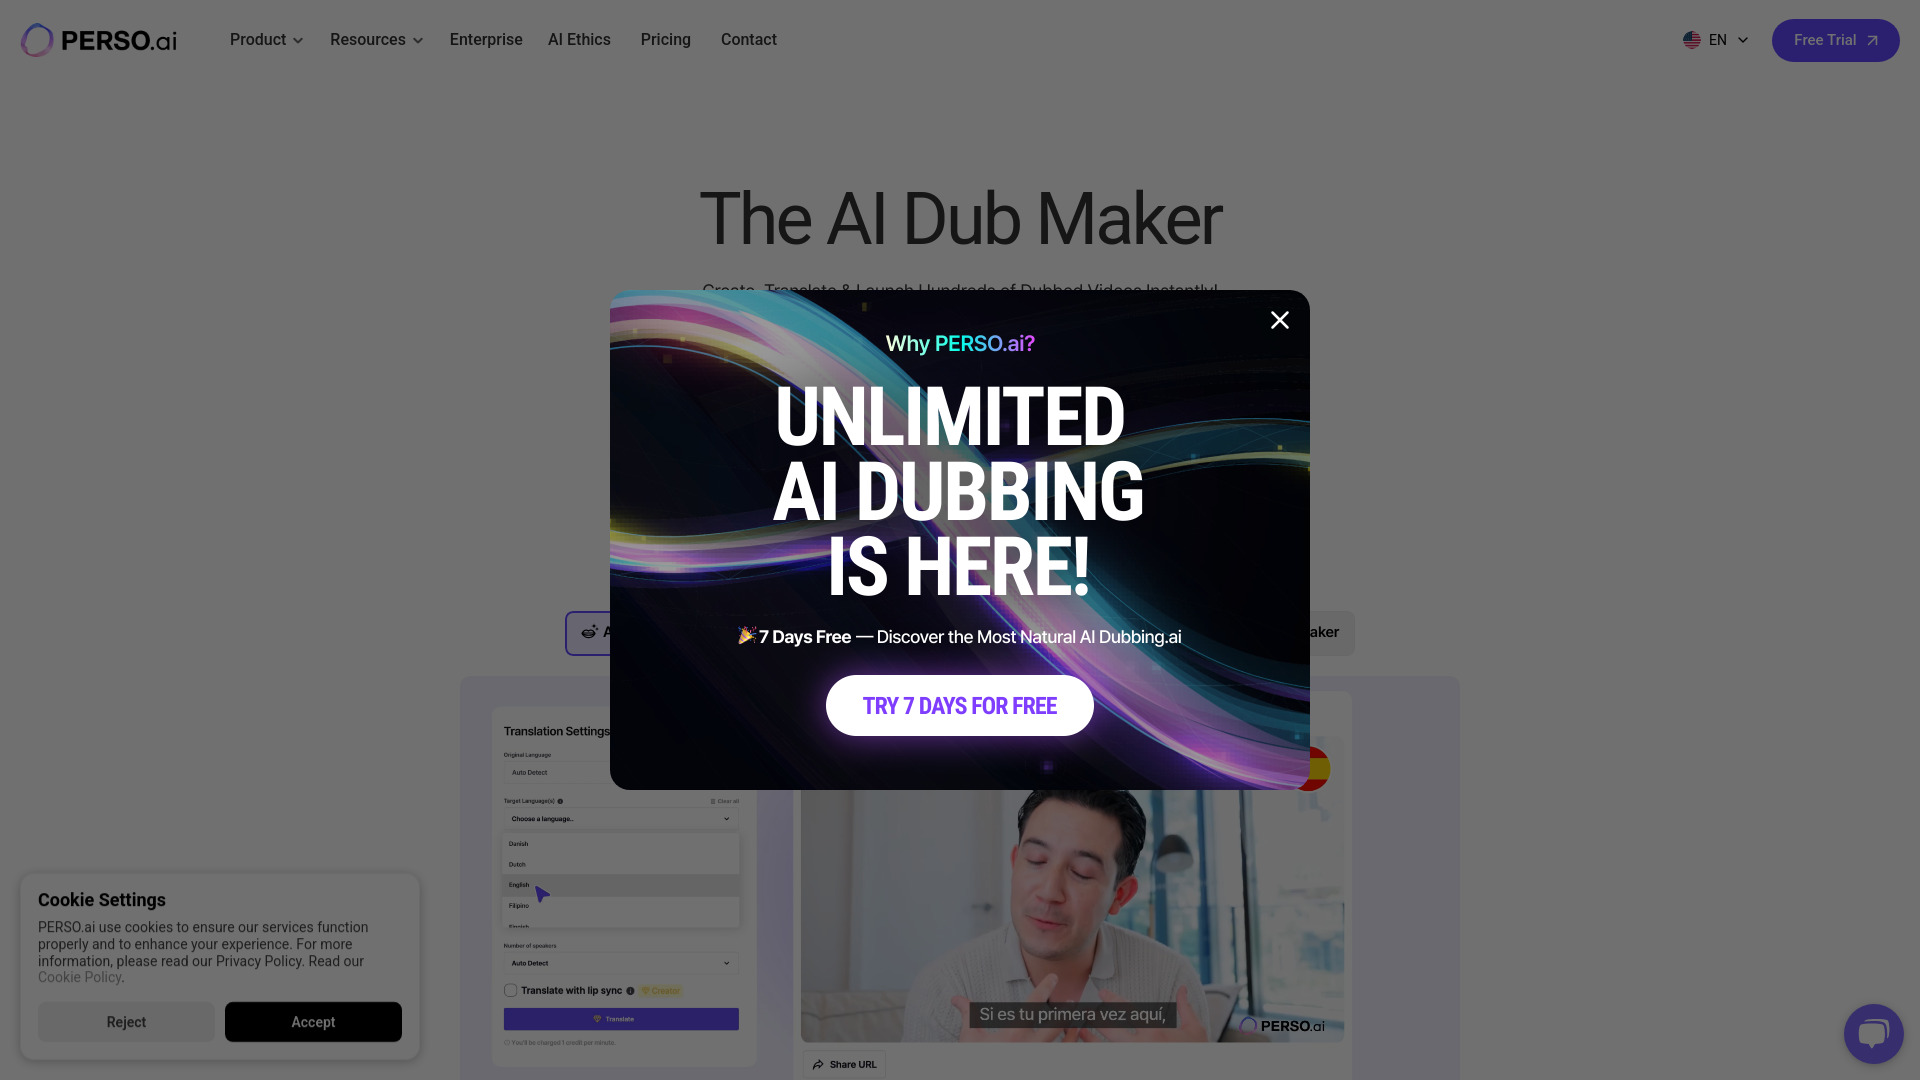 PERSO.ai
Product
Resources
Enterprise
AI Ethics
Pricing
Contact
EN
Free Trial
The AI Dub Maker
Create, Translate & Launch Hundreds of Dubbed Videos Instantly!
Why PERSO.ai?
UNLIMITED
AI DUBBING
IS HERE!
🎉 7 Days Free — Discover the Most Natural AI Dubbing.ai
TRY 7 DAYS FOR FREE
Translation Settings
Original Language
Auto Detect
Target Language(s)
Clear all
Choose a language..
Danish
Dutch
English
Filipino
Finnish
Number of speakers
Auto Detect
Translate with lip sync
Creator
Translate
You'll be charged 1 credit per minute.
Si es tu primera vez aquí,
PERSO.ai
Share URL
Cookie Settings
PERSO.ai use cookies to ensure our services function
properly and to enhance your experience. For more
information, please read our Privacy Policy. Read our
Cookie Policy.
Reject
Accept